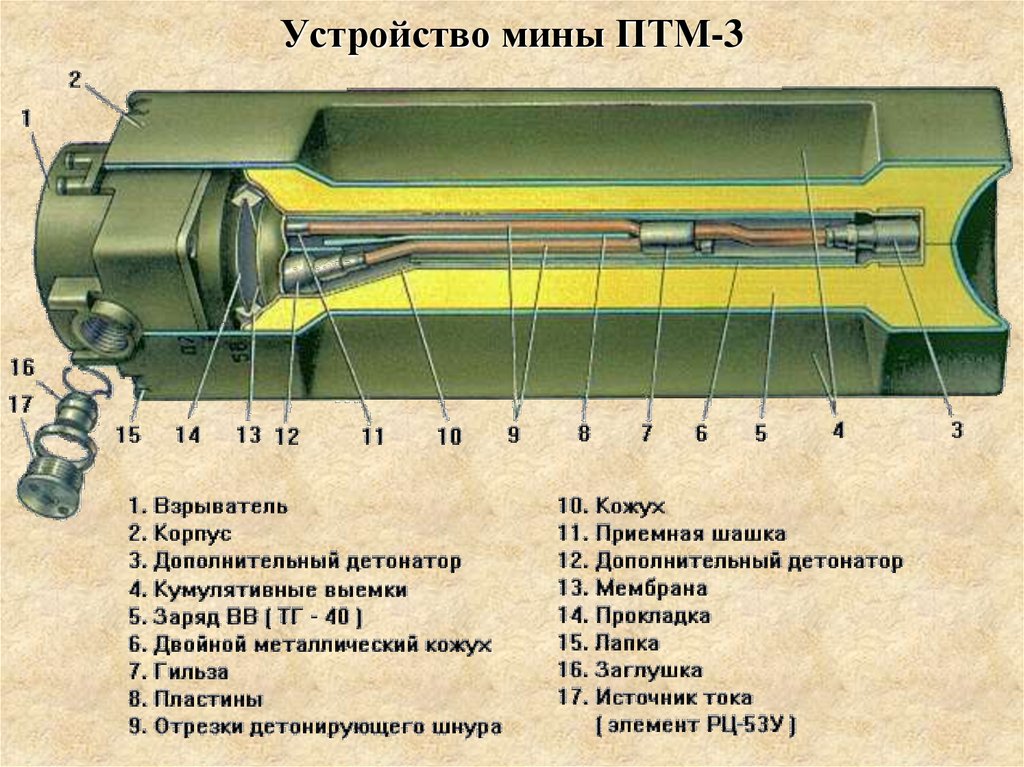 Устройство мины ПТМ-3
2
1
16
17
15 14 13 12 11 10 9 8 7 6 5 4 3
1. Взрыватель
2. Корпус
3. Дополнительный детонатор
4. Кумулятивные выемки
5. Заряд ВВ ( ТГ - 40 )
6. Двойной металлический кожух
7. Гильза
8. Пластины
9. Отрезки детонирующего шнура
10. Кожух
11. Приемная шашка
12. Дополнительный детонатор
13. Мембрана
14. Прокладка
15. Лапка
16. Заглушка
17. Источник тока
( элемент РЦ-53У )